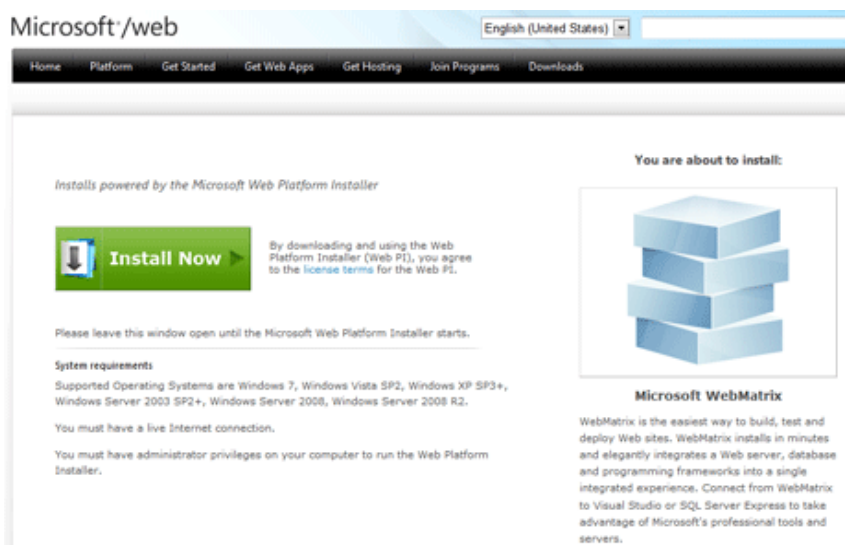 Microsoft /web
English (United States)
Home Platform Get Started Get Web Apps Get Hosting Join Programs Downloads
Installs powered by the Microsoft Web Platform Installer
Install Now
By downloading and using the Web
Platform Installer (Web PI), you agree
to the license terms for the Web PI.
Please leave this window open until the Microsoft Web Platform Installer starts.
System requirements
Supported Operating Systems are Windows 7, Windows Vista SP2, Windows XP SP3+,
Windows Server 2003 SP2+, Windows Server 2008, Windows Server 2008 R2.
You must have a live Internet connection.
You must have administrator privileges on your computer to run the Web Platform
Installer.
You are about to install:
Microsoft WebMatrix
WebMatrix is the easiest way to build, test and
deploy Web sites. WebMatrix installs in minutes
and elegantly integrates a Web server, database
and programming frameworks into a single
integrated experience. Connect from WebMatrix
to Visual Studio or SQL Server Express to take
advantage of Microsoft's professional tools and
servers.